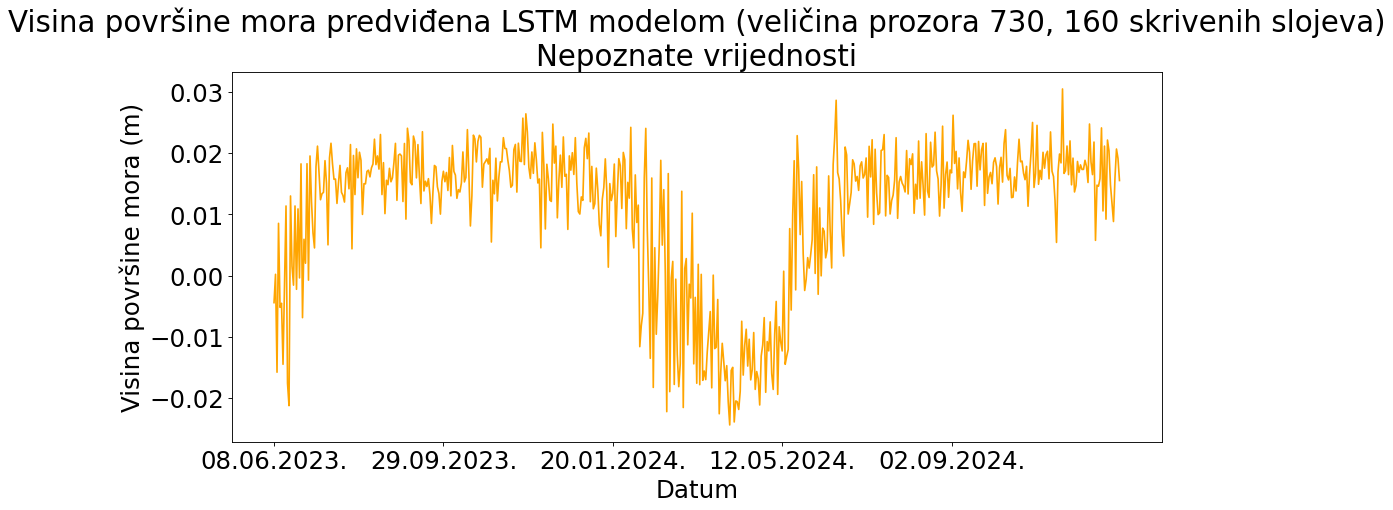 Visina površine mora predviđena LSTM modelom (veličina prozora 730, 160 skrivenih slojeva)
Nepoznate vrijednosti
Visina površine mora (m)
0.03
0.02
0.01
0.00
−0.01
−0.02
08.06.2023. 29.09.2023. 20.01.2024. 12.05.2024. 02.09.2024.
Datum